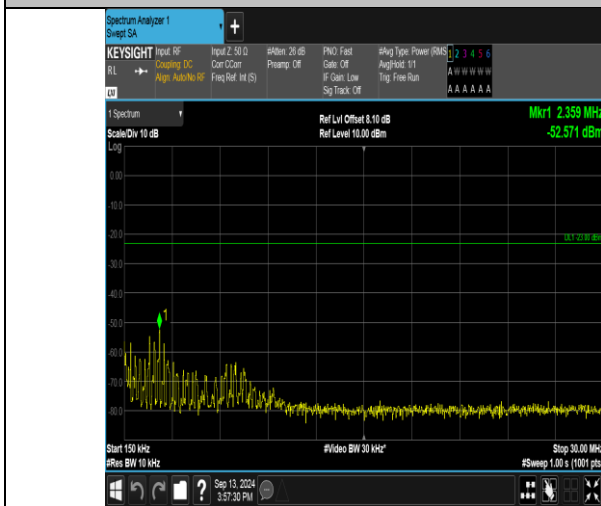 Spectrum Analyzer 1
Swept SA
+
KEYSIGHT
RL
Input: RF
Coupling: DC
Align: Auto/No RF
Input Z: 50 Ω
Corr CCorr
Freq Ref: Int (S)
#Atten: 26 dB
Preamp: Off
PNO: Fast
Gate: Off
IF Gain: Low
Sig Track: Off
#Avg Type: Power (RMS
Avg|Hold: 1/1
Trig: Free Run
1 2 3 4 5 6
A W W W W W
A A A A A A
1 Spectrum
Scale/Div 10 dB
Log
Ref Lvl Offset 8.10 dB
Ref Level 10.00 dBm
Mkr1 2.359 MHz
-52.571 dBm
0.00
-10.0
-20.0
-30.0
-40.0
-50.0
-60.0
-70.0
-80.0
DL1 -23.00 dBm
1
Start 150 kHz
#Res BW 10 kHz
#Video BW 30 kHz*
Stop 30.00 MHz
#Sweep 1.00 s (1001 pts
?
Sep 13, 2024
3:57:30 PM